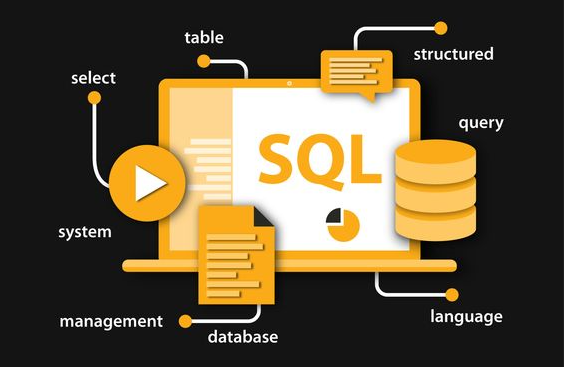 table
structured
select
query
SQL
system
management
database
language